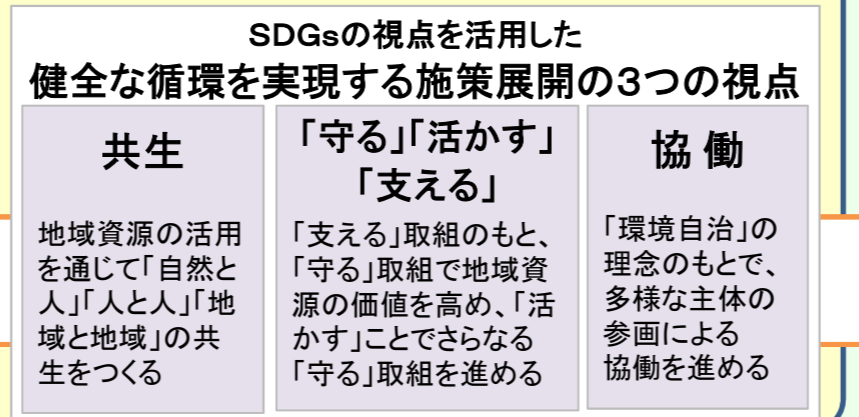 SDGsの視点を活用した
健全な循環を実現する施策展開の3つの視点
共生
地域資源の活用
を通じて「自然と
人」「人と人」「地
域と地域」の共
生をつくる
「守る」「活かす」
「支える」
「支える」取組のもと、
「守る」取組で地域資
源の価値を高め、「活
かす」ことでさらなる
「守る」取組を進める
協 働
「環境自治」の
理念のもとで、
多様な主体の
参画による
協働を進める